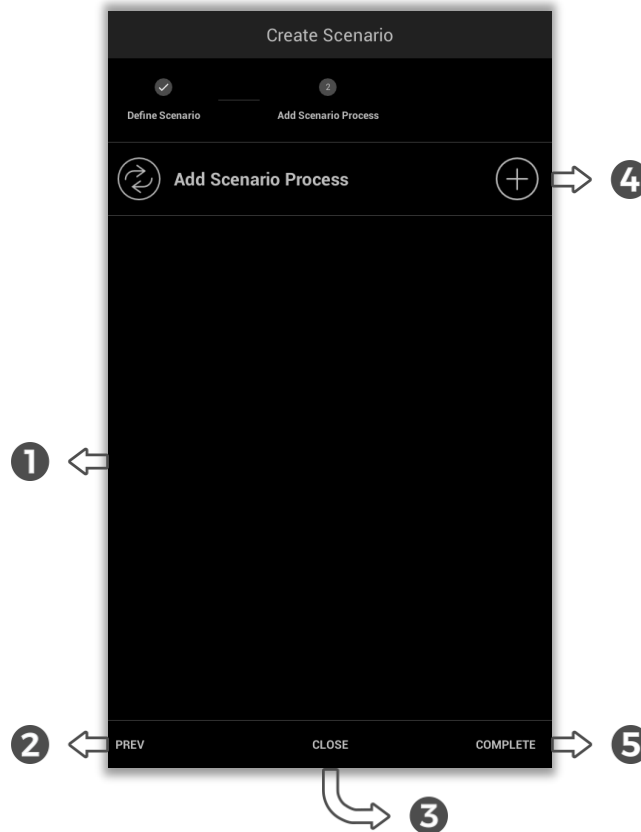 Create Scenario
2
Define Scenario
Add Scenario Process
Add Scenario Process
4
1
2
PREV
CLOSE
COMPLETE
5
3